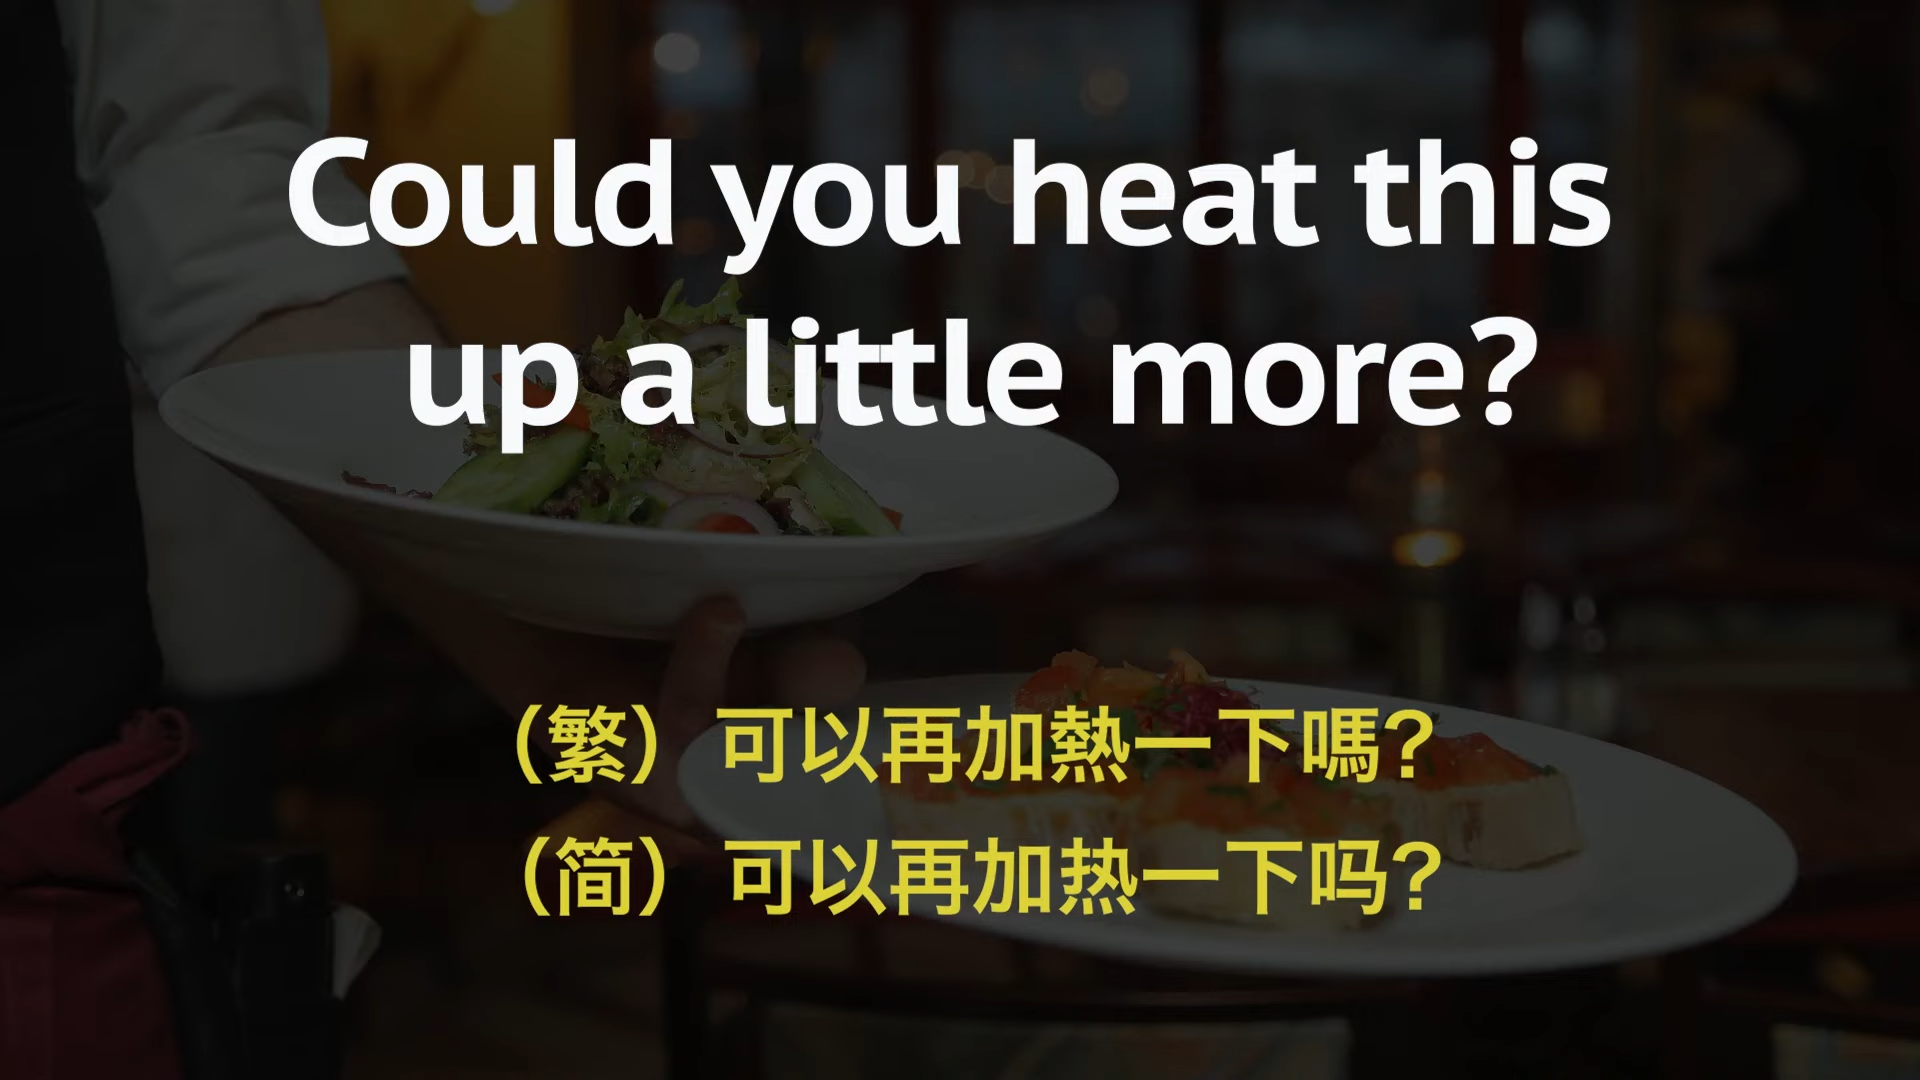 Could you heat this
up a little more?
（繁）可以再加熱一下嗎？
（简）可以再加热一下吗？